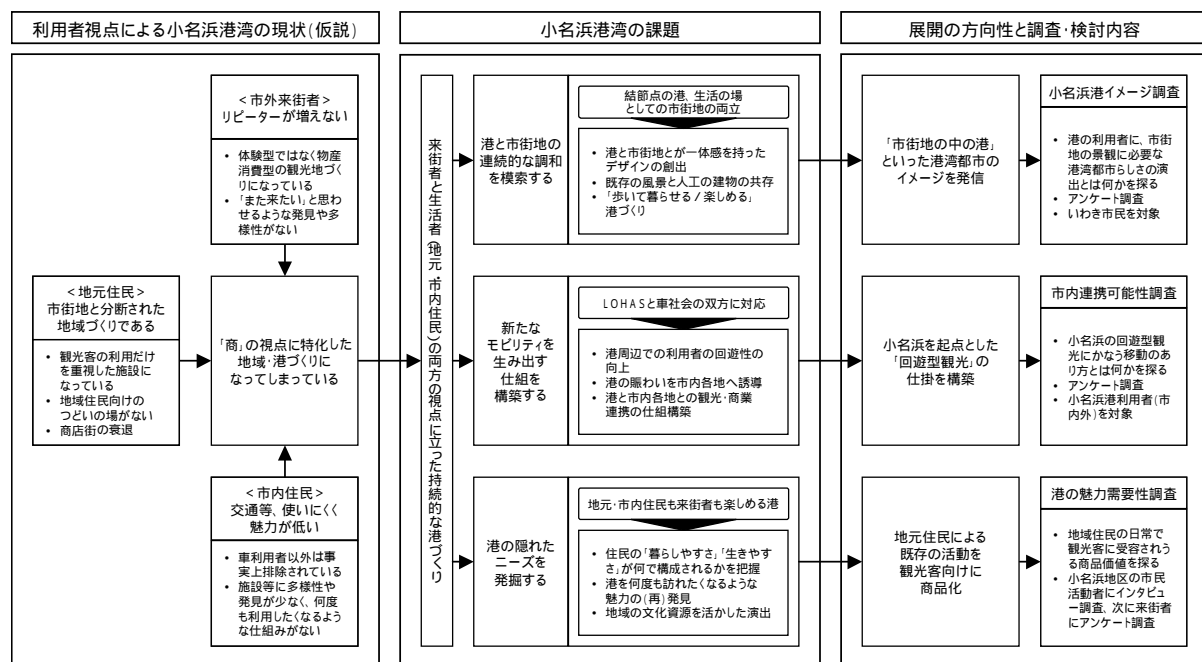 利用者視点による小名浜港湾の現状(仮説)
<市外来街者>
リピーターが増えない
• 体験型ではなく物産
消費型の観光地づく
りになっている
• 「また来たい」と思わ
せるような発見や多
様性がない
<地元住民>
市街地と分断された
地域づくりである
• 観光客の利用だけ
を重視した施設に
なっている
• 地域住民向けの
つどいの場がない
• 商店街の衰退
「商」の視点に特化した
地域・港づくりに
なってしまっている
<市内住民>
交通等、使いにくく
魅力が低い
• 車利用者以外は事
実上排除されている
• 施設等に多様性や
発見が少なく、何度
も利用したくなるよう
な仕組みがない
小名浜港湾の課題
来街者と生活者(地元・市内住民)の両方の視点に立った持続的な港づくり
港と市街地の
連続的な調和
を模索する
結節点の港、生活の場
としての市街地の両立
• 港と市街地とが一体感を持った
デザインの創出
• 既存の風景と人工の建物の共存
• 「歩いて暮らせる/楽しめる」
港づくり
新たな
モビリティを
生み出す
仕組を
構築する
LOHASと車社会の双方に対応
• 港周辺での利用者の回遊性の
向上
• 港の賑わいを市内各地へ誘導
• 港と市内各地との観光・商業
連携の仕組構築
港の隠れた
ニーズを
発掘する
地元・市内住民も来街者も楽しめる港
• 住民の「暮らしやすさ」「生きやす
さ」が何で構成されるかを把握
• 港を何度も訪れたくなるような
魅力の(再)発見
• 地域の文化資源を活かした演出
展開の方向性と調査・検討内容
「市街地の中の港」
といった港湾都市の
イメージを発信
小名浜港イメージ調査
• 港の利用者に、市街
地の景観に必要な
港湾都市らしさの演
出とは何かを探る
• アンケート調査
• いわき市民を対象
小名浜を起点とした
「回遊型観光」の
仕掛を構築
市内連携可能性調査
• 小名浜の回遊型観
光にかなう移動のあ
り方とは何かを探る
• アンケート調査
• 小名浜港利用者(市
内外)を対象
地元住民による
既存の活動を
観光客向けに
商品化
港の魅力需要性調査
• 地域住民の日常で
観光客に受容されう
る商品価値を探る
• 小名浜地区の市民
活動者にインタビュ
ー調査、次に来街者
にアンケート調査